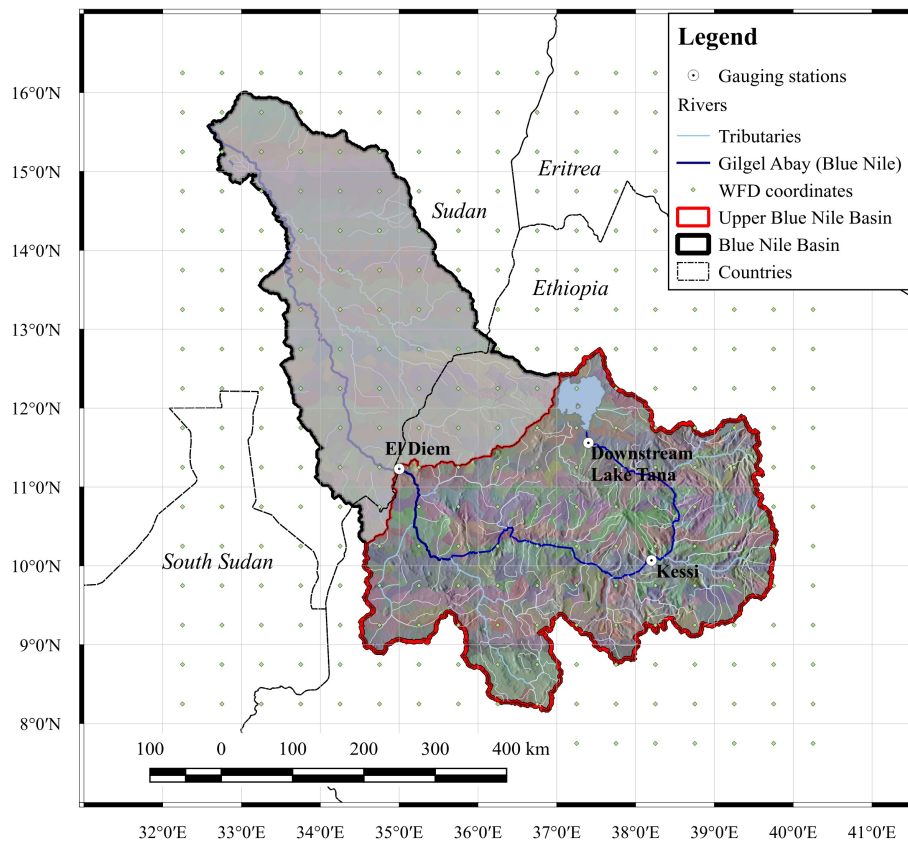 Legend
Gauging stations
Rivers
Tributaries
Gilgel Abay (Blue Nile)
WFD coordinates
Upper Blue Nile Basin
Blue Nile Basin
Countries
16°0'N
15°0'N
14°0'N
13°0'N
12°0'N
11°0'N
10°0'N
9°0'N
8°0'N
Eritrea
Sudan
Ethiopia
El Diem
Downstream
Lake Tana
South Sudan
Kessi
100 0 100 200 300 400 km
32°0'E 33°0'E 34°0'E 35°0'E 36°0'E 37°0'E 38°0'E 39°0'E 40°0'E 41°0'E